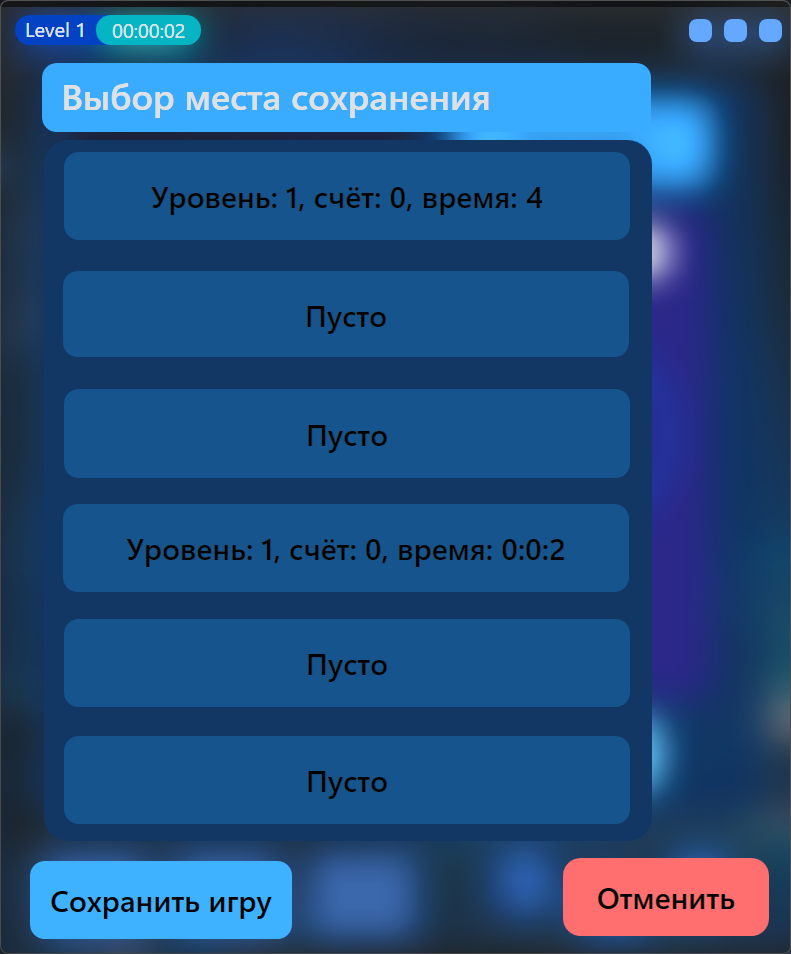 Level 1 00:00:02
Выбор места сохранения
Уровень: 1, счёт: 0, время: 4
Пусто
Пусто
Уровень: 1, счёт: 0, время: 0:0:2
Пусто
Пусто
Сохранить игру Отменить